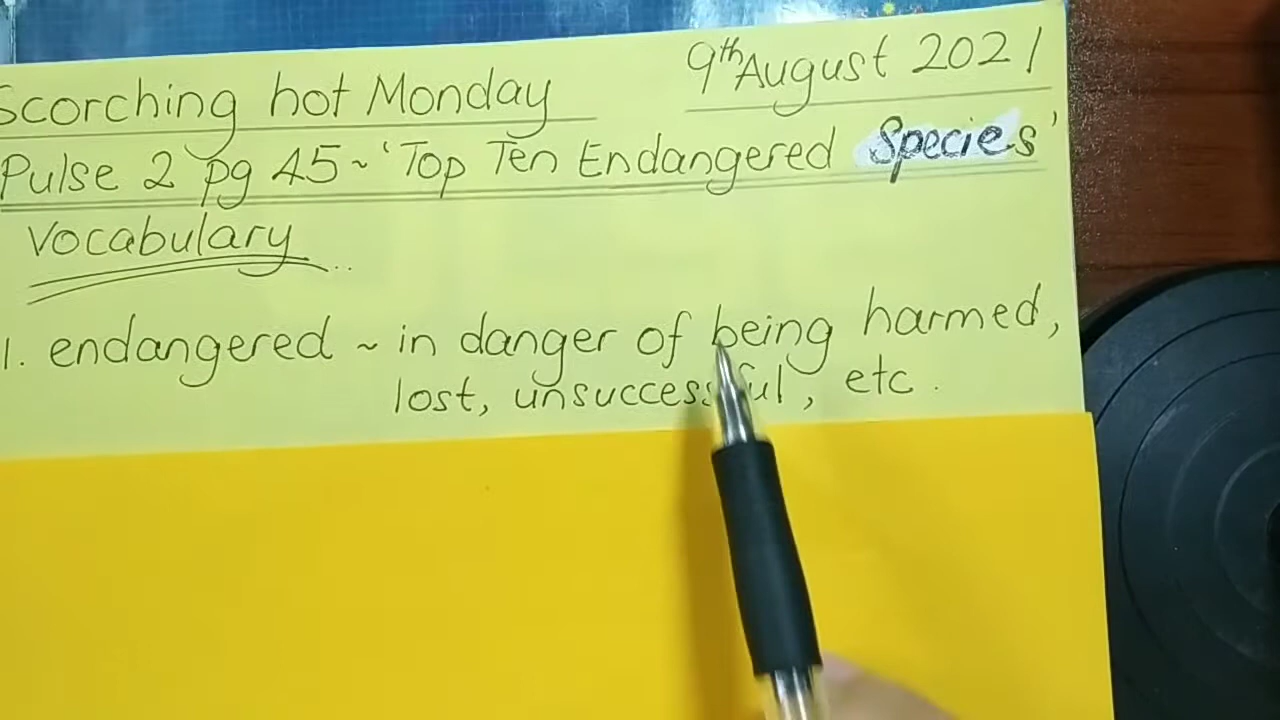 Scorching hot Monday 9th August 2021
Pulse 2 pg 45~ 'Top Ten Endangered Species'
Vocabulary
1. endangered ~ in danger of being harmed,
lost, unsuccessful, etc.